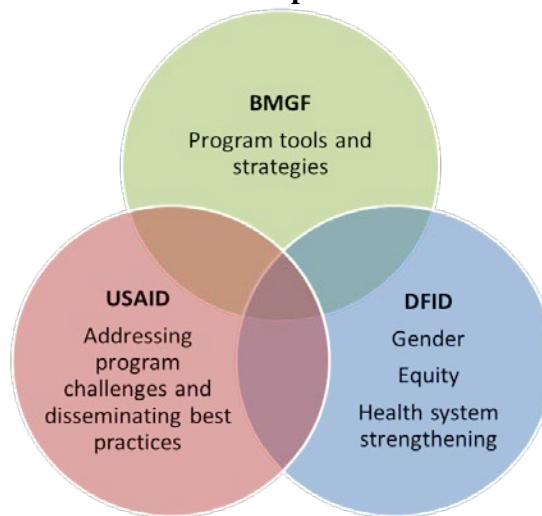 BMGF
Program tools and
strategies
USAID
Addressing
program
challenges and
disseminating best
practices
DFID
Gender
Equity
Health system
strengthening